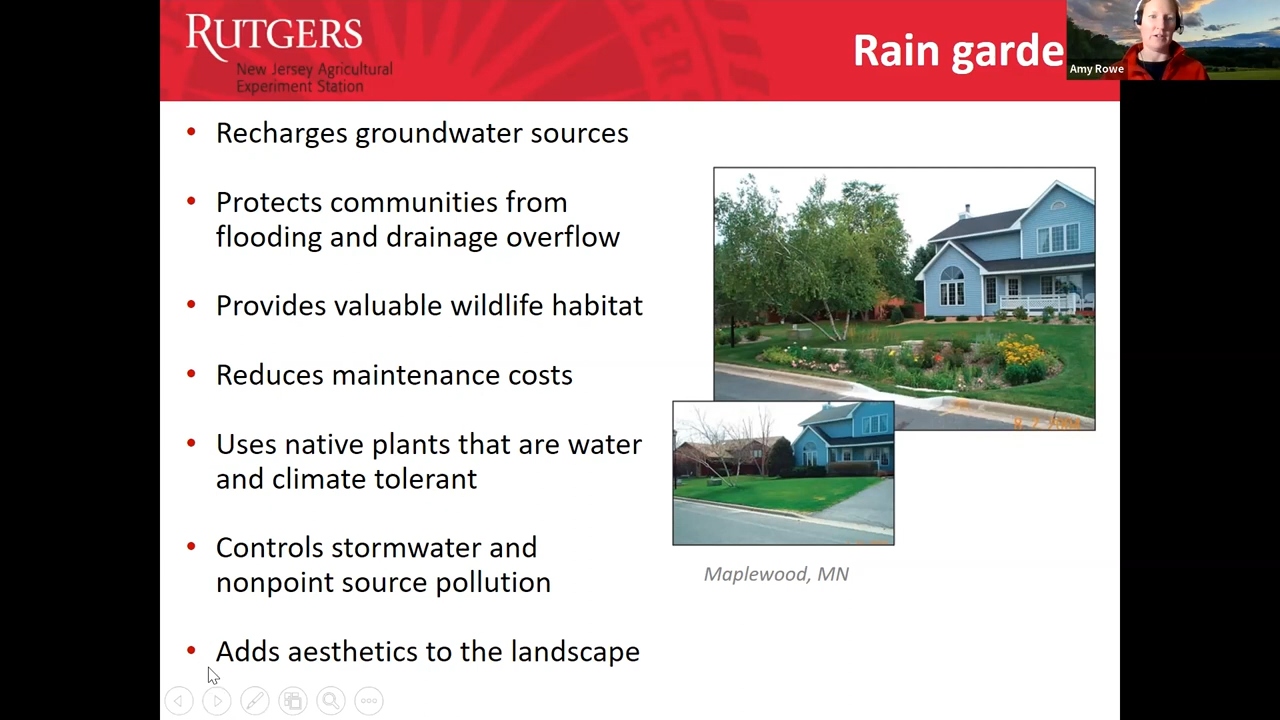 RUTGERS
New Jersey Agricultural
Experiment Station
Rain garde
Amy Rowe
• Recharges groundwater sources
• Protects communities from
flooding and drainage overflow
• Provides valuable wildlife habitat
• Reduces maintenance costs
• Uses native plants that are water
and climate tolerant
• Controls stormwater and
nonpoint source pollution
• Adds aesthetics to the landscape
Maplewood, MN